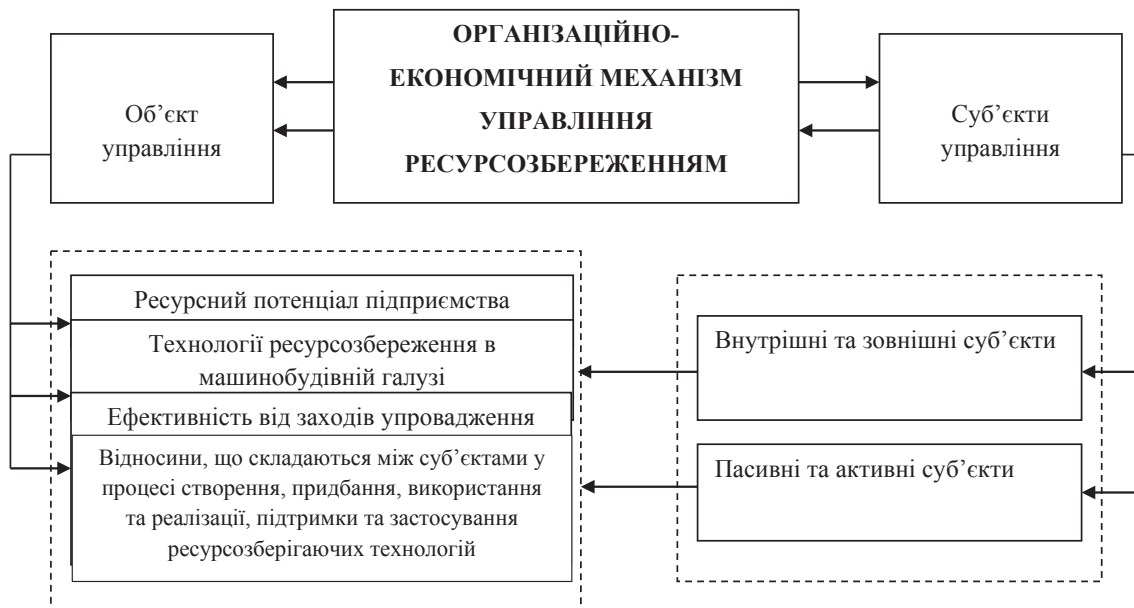 ОРГАНІЗАЦІЙНО-
ЕКОНОМІЧНИЙ МЕХАНІЗМ
УПРАВЛІННЯ
РЕСУРСОЗБЕРЕЖЕННЯМ
Об’єкт
управління
Суб’єкти
управління
Ресурсний потенціал підприємства
Технології ресурсозбереження в
машинобудівній галузі
Ефективність від заходів упровадження
Відносини, що складаються між суб’єктами у
процесі створення, придбання, використання
та реалізації, підтримки та застосування
ресурсозберігаючих технологій
Внутрішні та зовнішні суб’єкти
Пасивні та активні суб’єкти